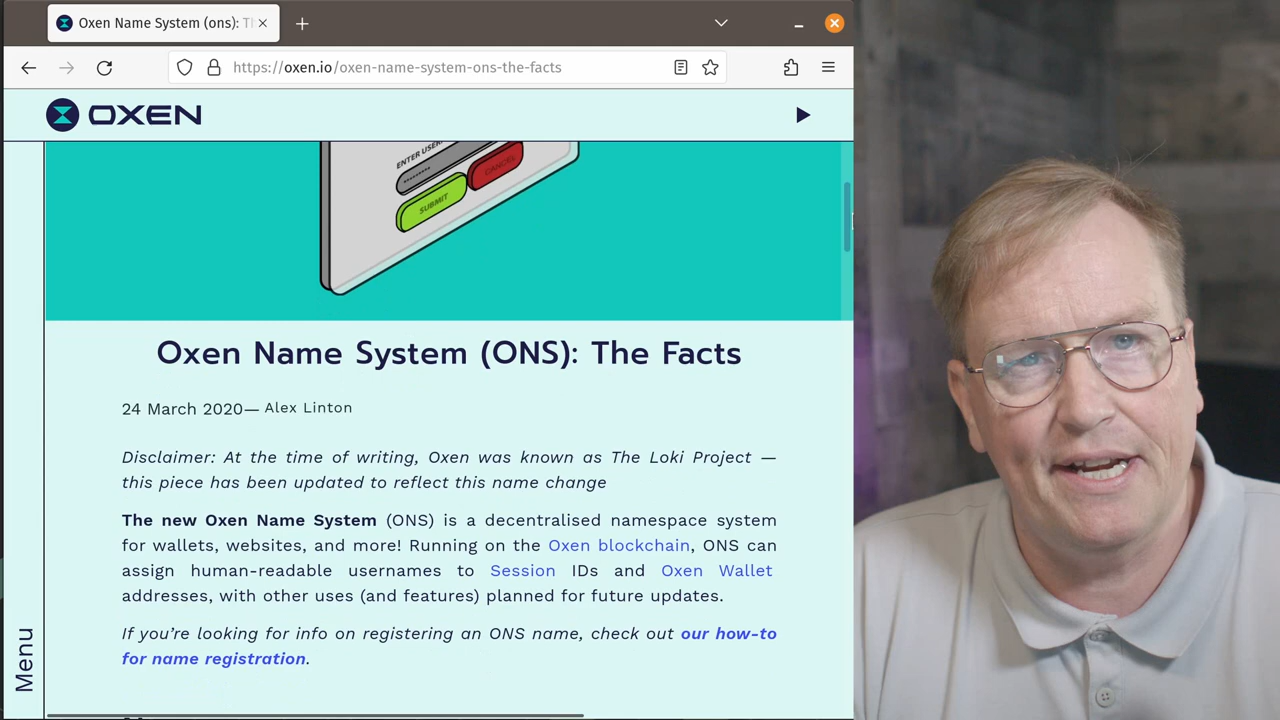 Oxen Name System (ons): T
https://oxen.io/oxen-name-system-ons-the-facts
OXEN
ENTER USER
SUBMIT
CANCEL
Oxen Name System (ONS): The Facts
24 March 2020— Alex Linton
Disclaimer: At the time of writing, Oxen was known as The Loki Project —
this piece has been updated to reflect this name change
The new Oxen Name System (ONS) is a decentralised namespace system
for wallets, websites, and more! Running on the Oxen blockchain, ONS can
assign human-readable usernames to Session IDs and Oxen Wallet
addresses, with other uses (and features) planned for future updates.
If you’re looking for info on registering an ONS name, check out our how-to
for name registration.
Menu